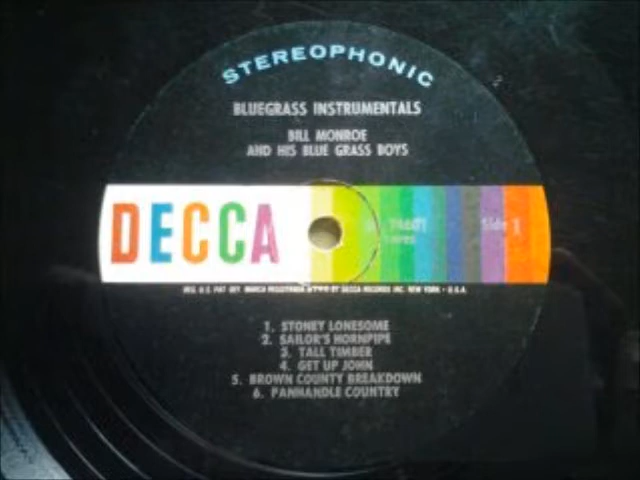 STEREOPHONIC
BLUEGRASS INSTRUMENTALS
BILL MONROE
AND HIS BLUE GRASS BOYS
DECCA
Side 1
1. STONEY LONESOME
2. SAILOR'S HORNPIPE
3. TALL TIMBER
4. GET UP JOHN
5. BROWN COUNTY BREAKDOWN
6. PANHANDLE COUNTRY